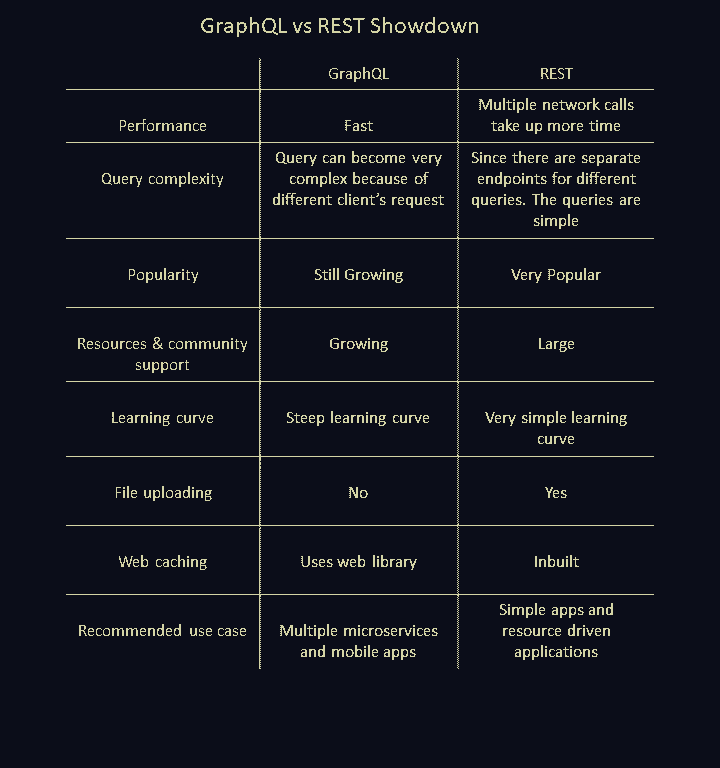 GraphQL vs REST Showdown
GraphQL
REST
Performance
Fast
Multiple network calls
take up more time
Query complexity
Query can become very
complex because of
different client's request
Since there are separate
endpoints for different
queries. The queries are
simple
Popularity
Still Growing
Very Popular
Resources & community
support
Growing
Large
Learning curve
Steep learning curve
Very simple learning
curve
File uploading
No
Yes
Web caching
Uses web library
Inbuilt
Recommended use case
Multiple microservices
and mobile apps
Simple apps and
resource driven
applications